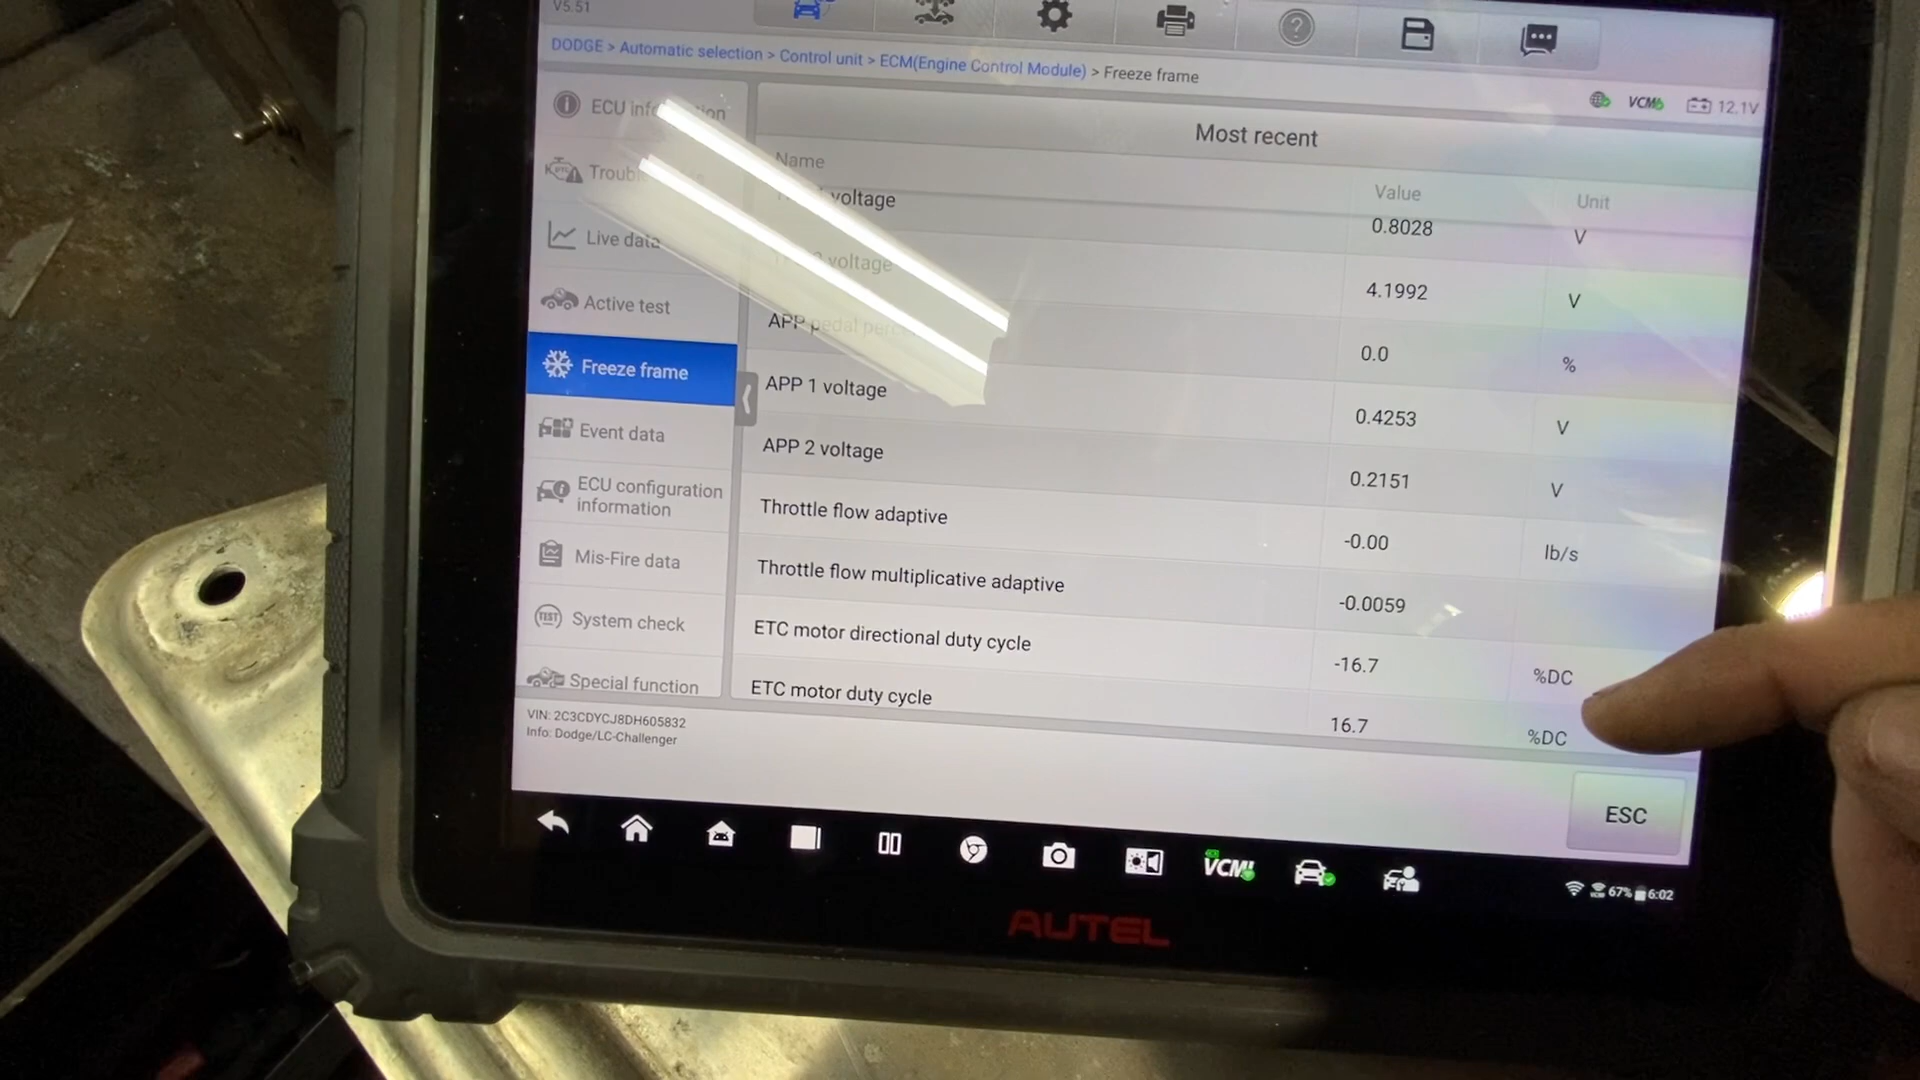 V5.51
DODGE > Automatic selection > Control unit > ECM(Engine Control Module) > Freeze frame
VCMI 12.1V
ECU information
Live data
Active test
Freeze frame
Event data
ECU configuration
information
Mis-Fire data
System check
Special function
Most recent
Name Value Unit
voltage 0.8028 V
voltage 4.1992 V
APP pedal 0.0 %
APP 1 voltage 0.4253 V
APP 2 voltage 0.2151 V
Throttle flow adaptive -0.00 lb/s
Throttle flow multiplicative adaptive -0.0059
ETC motor directional duty cycle -16.7 %DC
ETC motor duty cycle 16.7 %DC
VIN: 2C3CDYCJ8DH605832
Info: Dodge/LC-Challenger
ESC
VCMI
67% 6:02
AUTEL